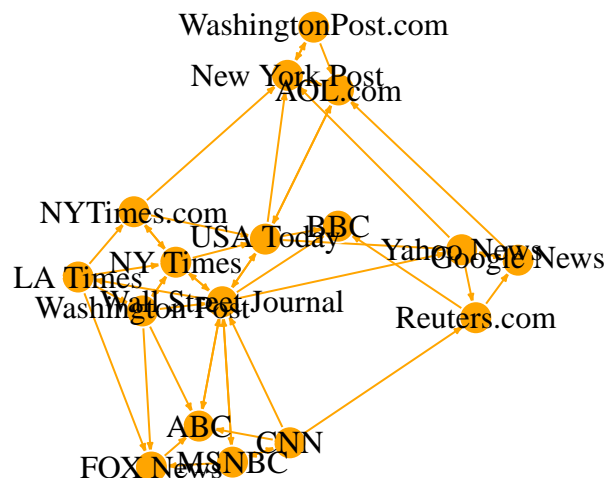 WashingtonPost.com
New York Post
AOL.com
NYTimes.com
BBC
USA Today
Yahoo News
Google News
NY Times
LA Times
Wall Street Journal
Washington Post
Reuters.com
ABC
CNN
FOX News
MSNBC